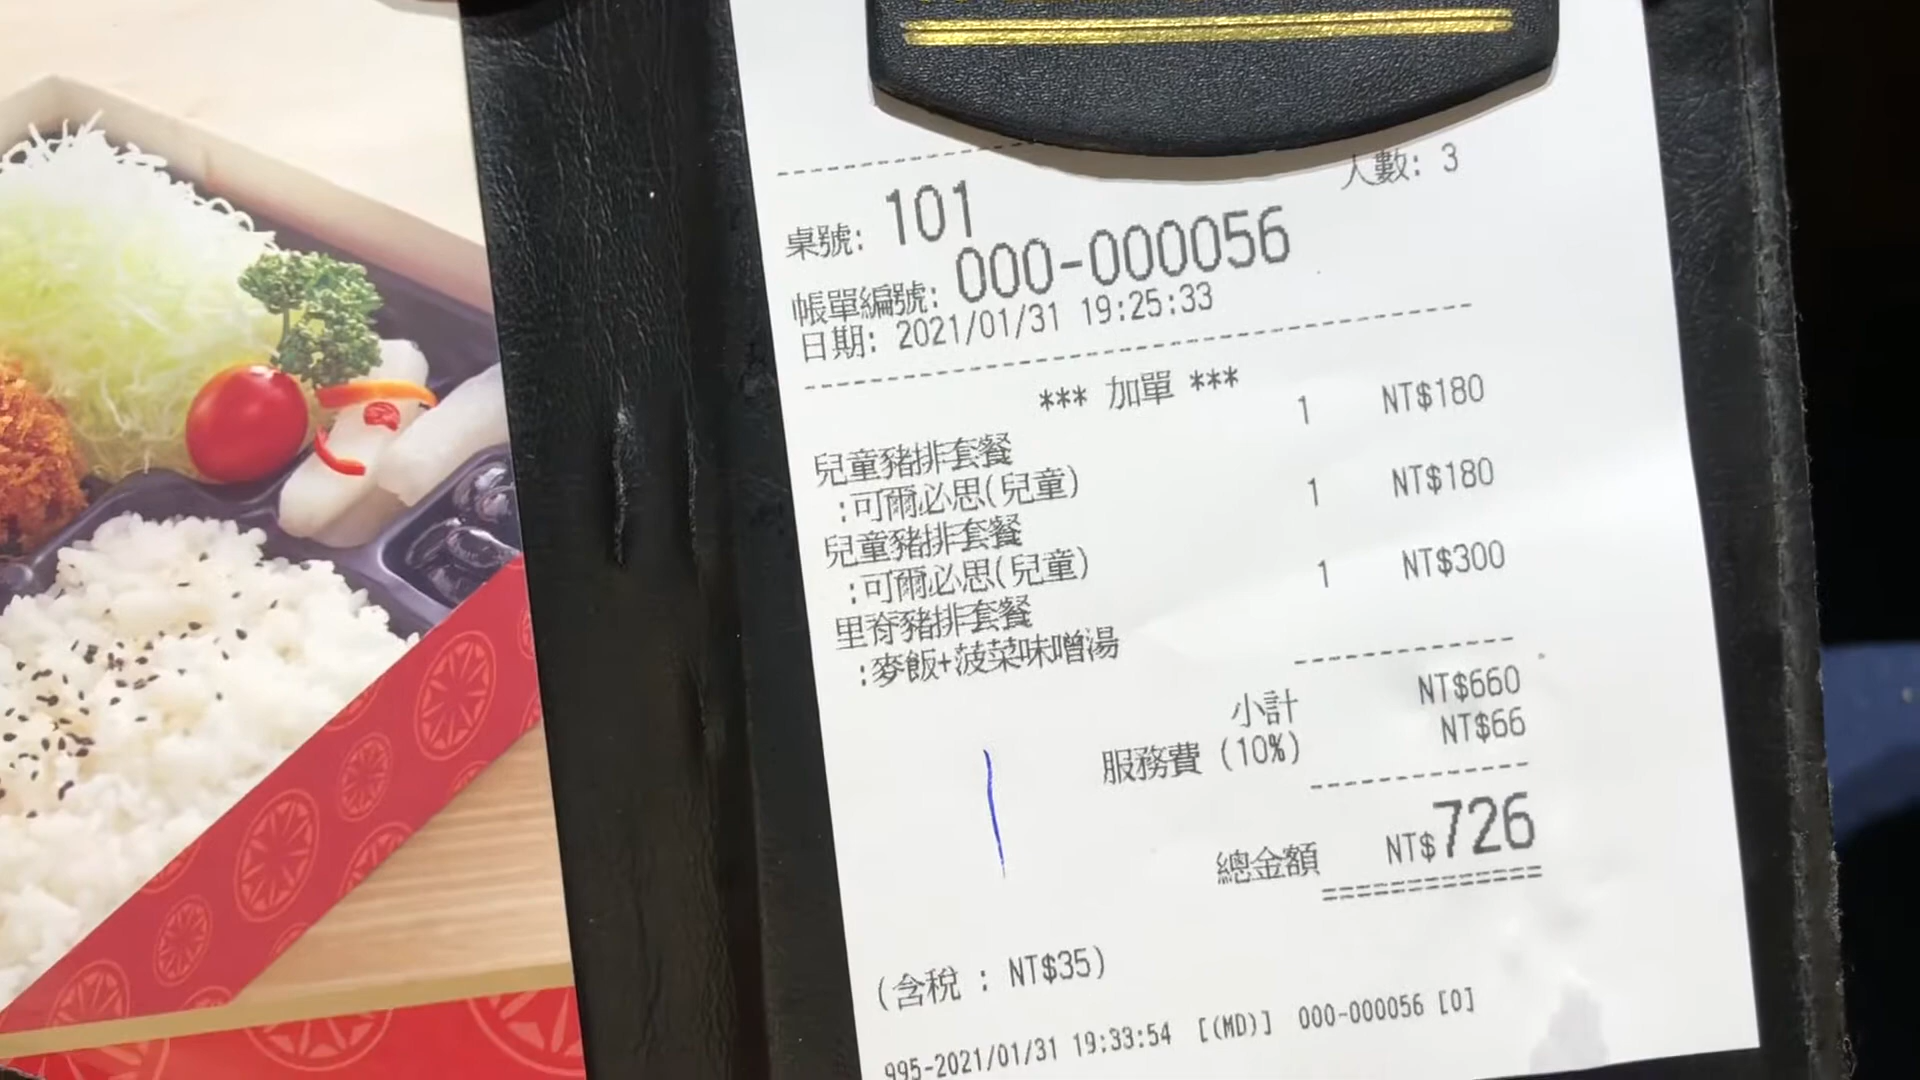 人數: 3
桌號: 101
帳單編號: 000-000056
日期: 2021/01/31 19:25:33
*** 加單 ***
兒童豬排套餐 1 NT$180
:可爾必思(兒童)
兒童豬排套餐 1 NT$180
:可爾必思(兒童)
里脊豬排套餐 1 NT$300
:麥飯+菠菜味噌湯
小計 NT$660
服務費 (10%) NT$66
總金額 NT$726
(含稅 : NT$35)
995-2021/01/31 19:33:54 [(MD)] 000-000056 [0]